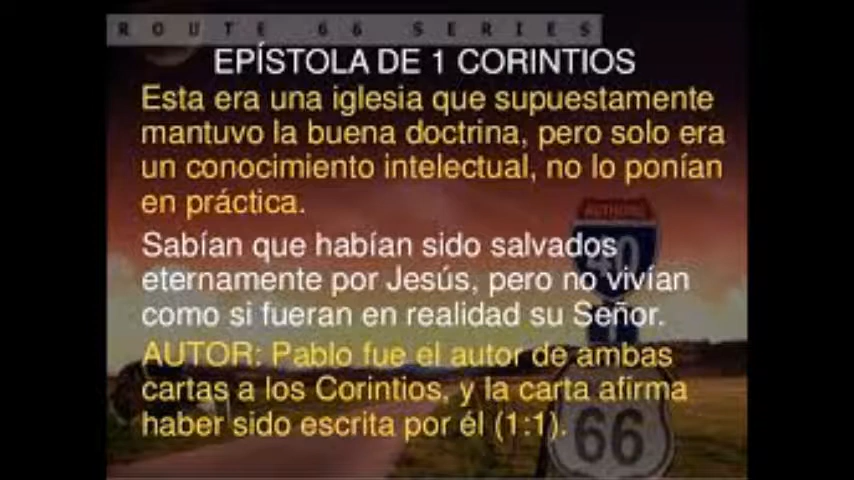 ROUTE 66 SERIES
EPÍSTOLA DE 1 CORINTIOS
Esta era una iglesia que supuestamente
mantuvo la buena doctrina, pero solo era
un conocimiento intelectual, no lo ponían
en práctica.
Sabían que habían sido salvados
eternamente por Jesús, pero no vivían
como si fueran en realidad su Señor.
AUTOR: Pablo fue el autor de ambas
cartas a los Corintios, y la carta afirma
haber sido escrita por él (1:1).
40
66